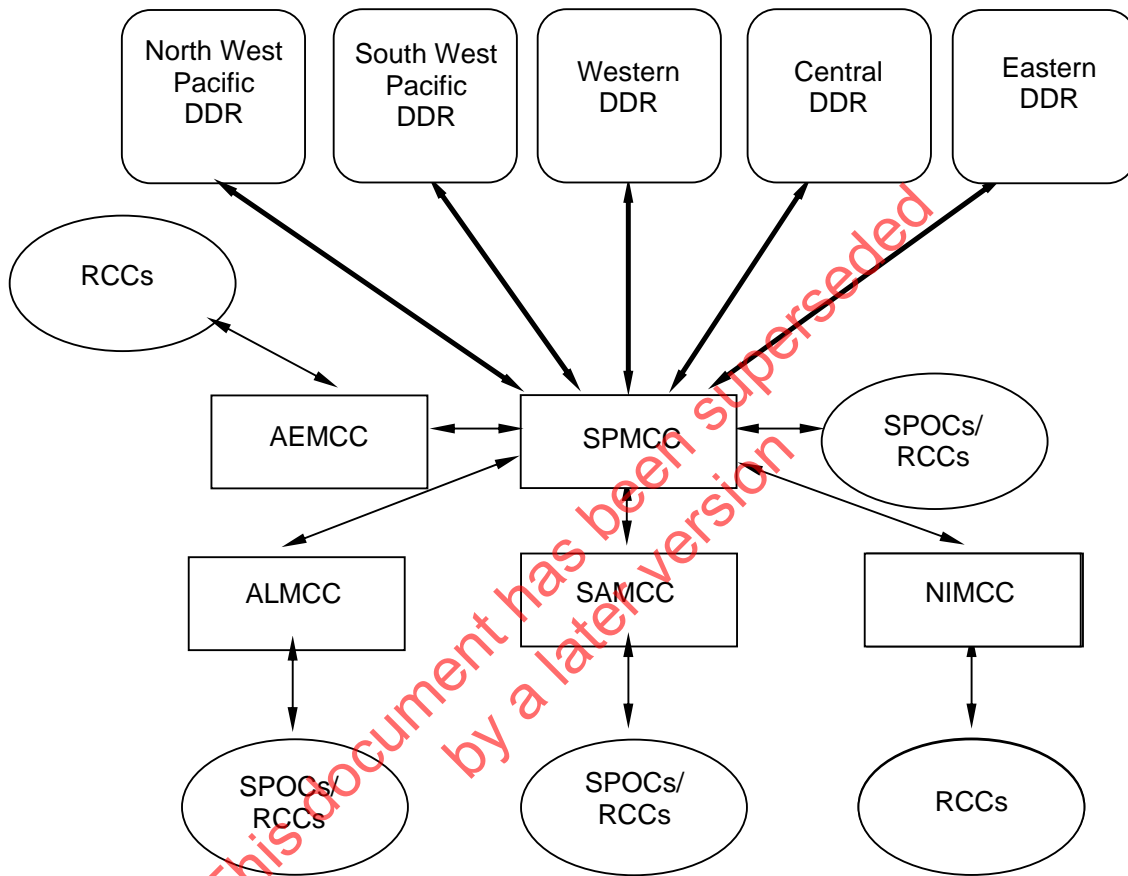 North West
Pacific
DDR
South West
Pacific
DDR
Western
DDR
Central
DDR
Eastern
DDR
RCCs
AEMCC
SPMCC
SPOCs/
RCCs
ALMCC
SAMCC
NIMCC
SPOCs/
RCCs
SPOCs/
RCCs
RCCs
This document has been superseded
by a later version